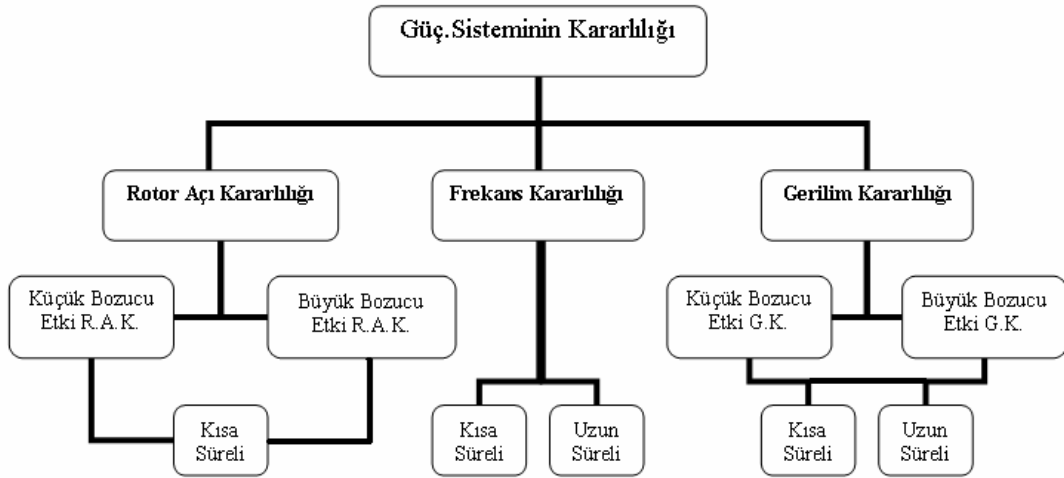 Güç.Sisteminin Kararlılığı
Rotor Açı Kararlılığı
Frekans Kararlılığı
Gerilim Kararlılığı
Küçük Bozucu
Etki R.A.K.
Büyük Bozucu
Etki R.A.K.
Küçük Bozucu
Etki G.K.
Büyük Bozucu
Etki G.K.
Kısa
Süreli
Kısa
Süreli
Uzun
Süreli
Kısa
Süreli
Uzun
Süreli